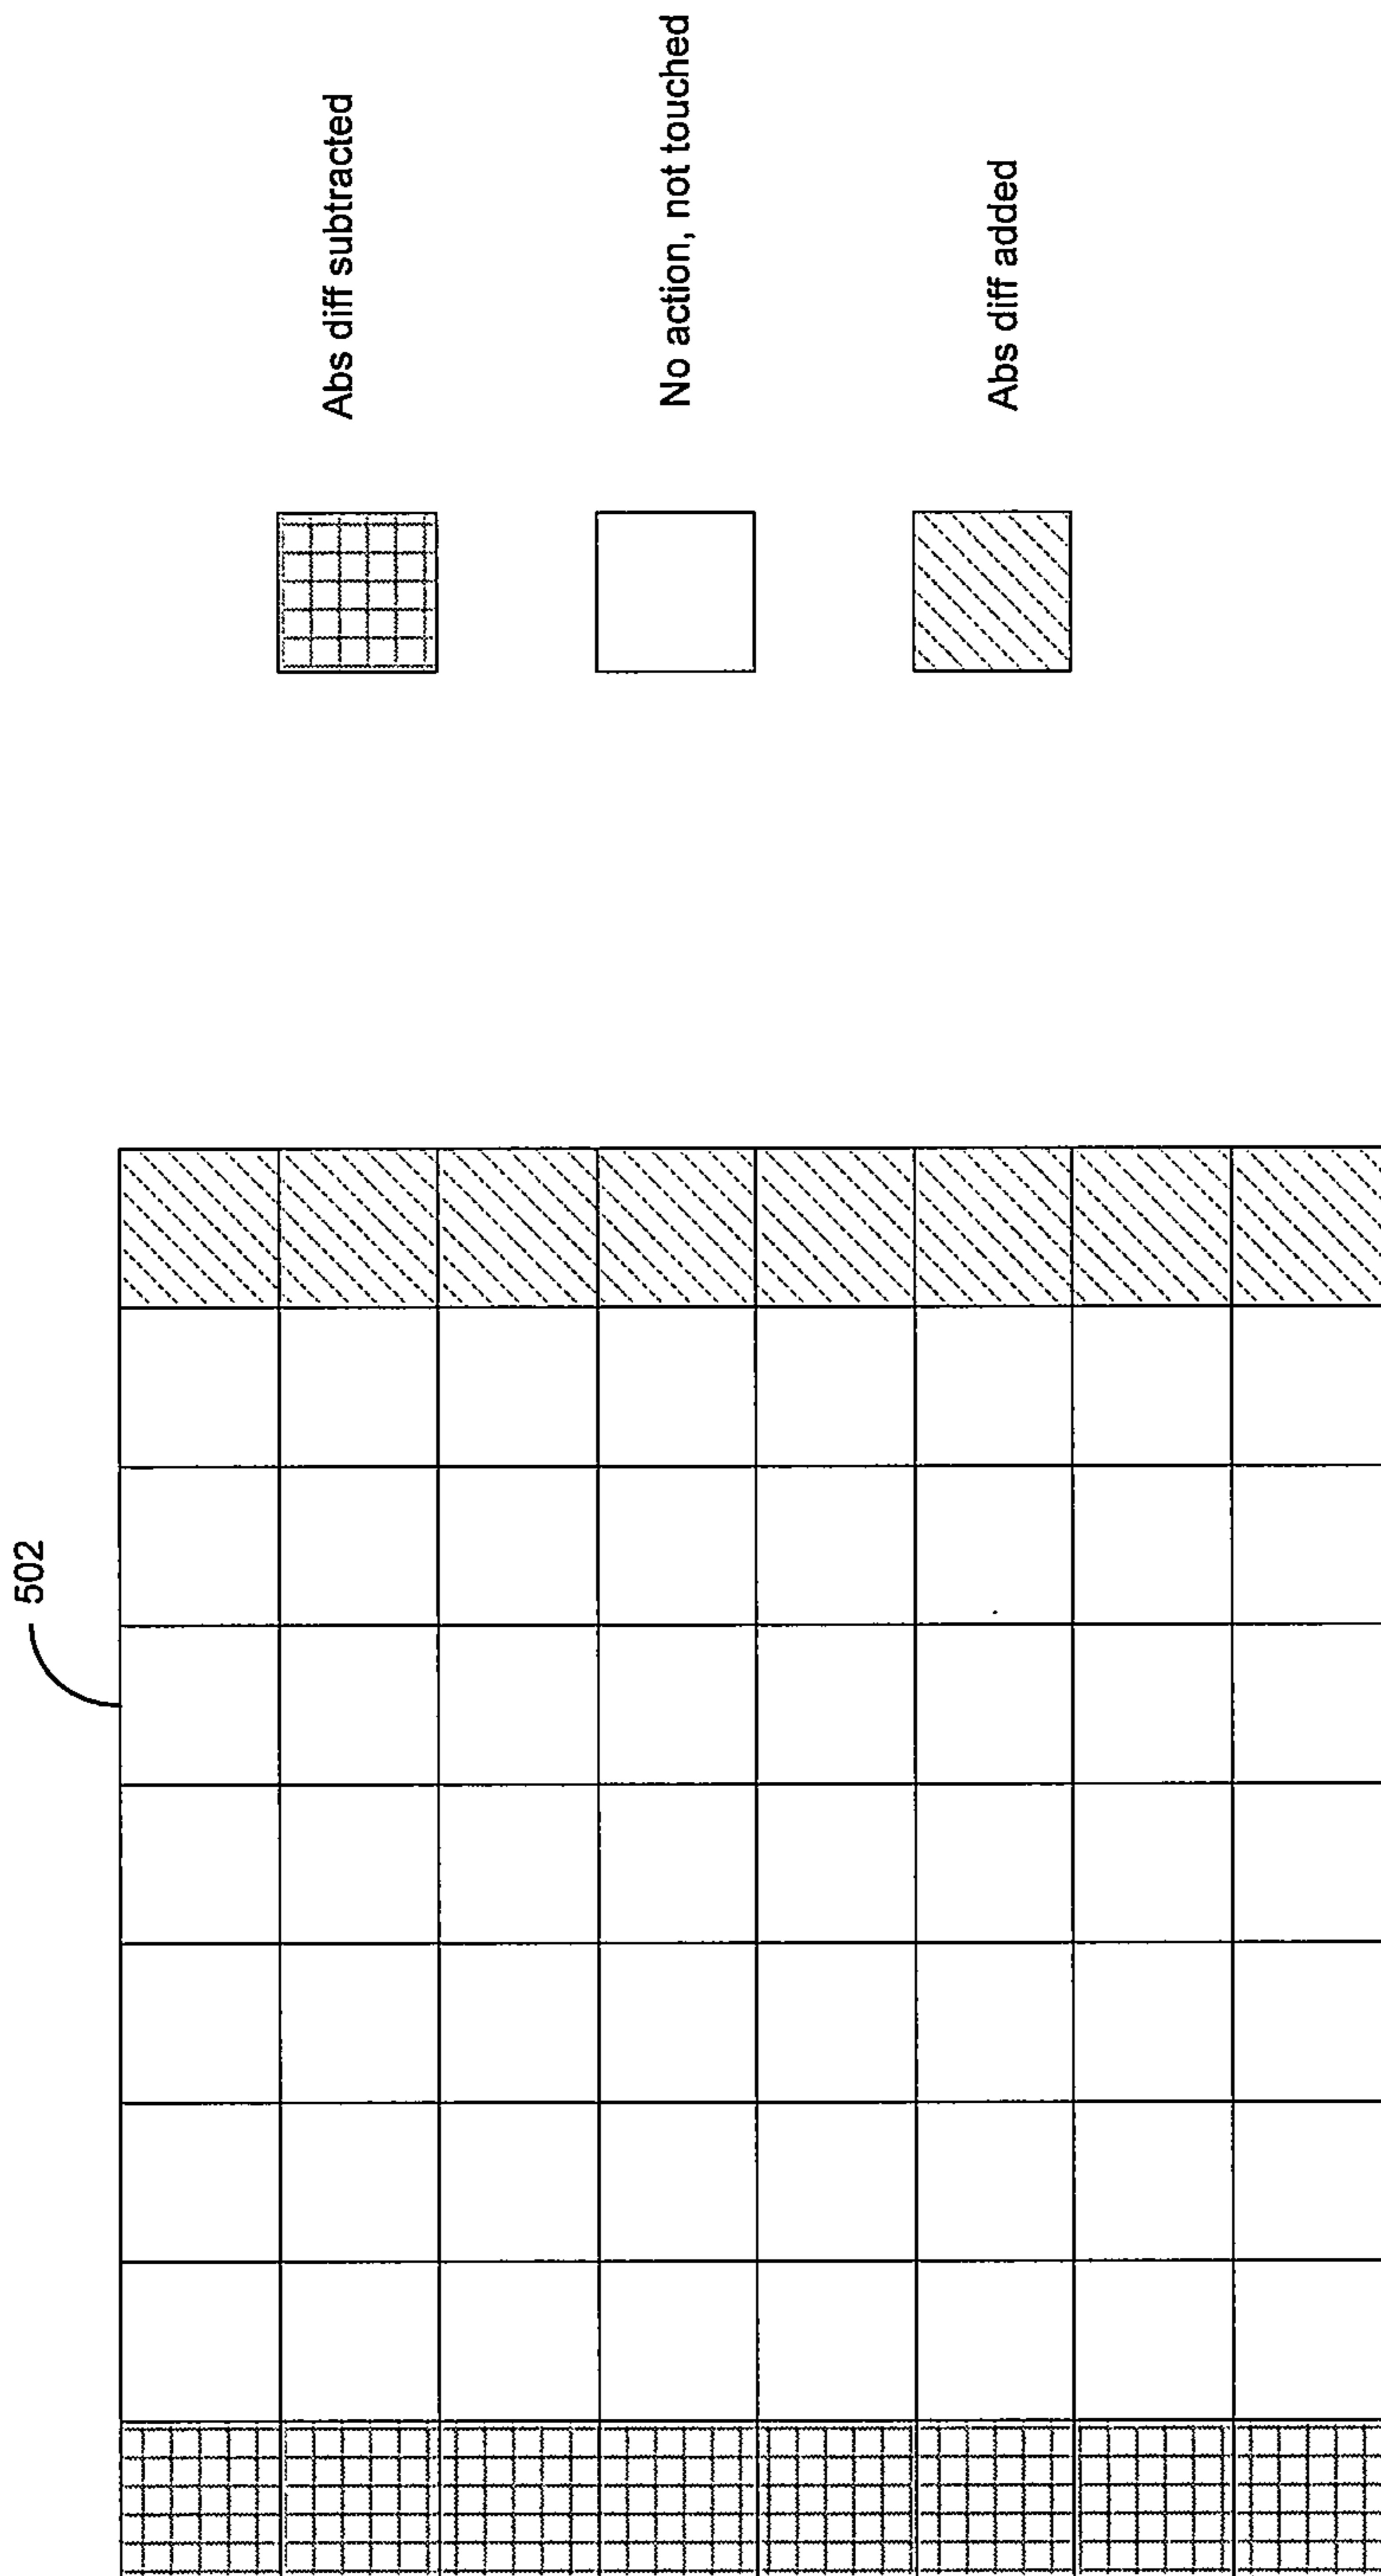 502
Abs diff subtracted
No action, not touched
Abs diff added